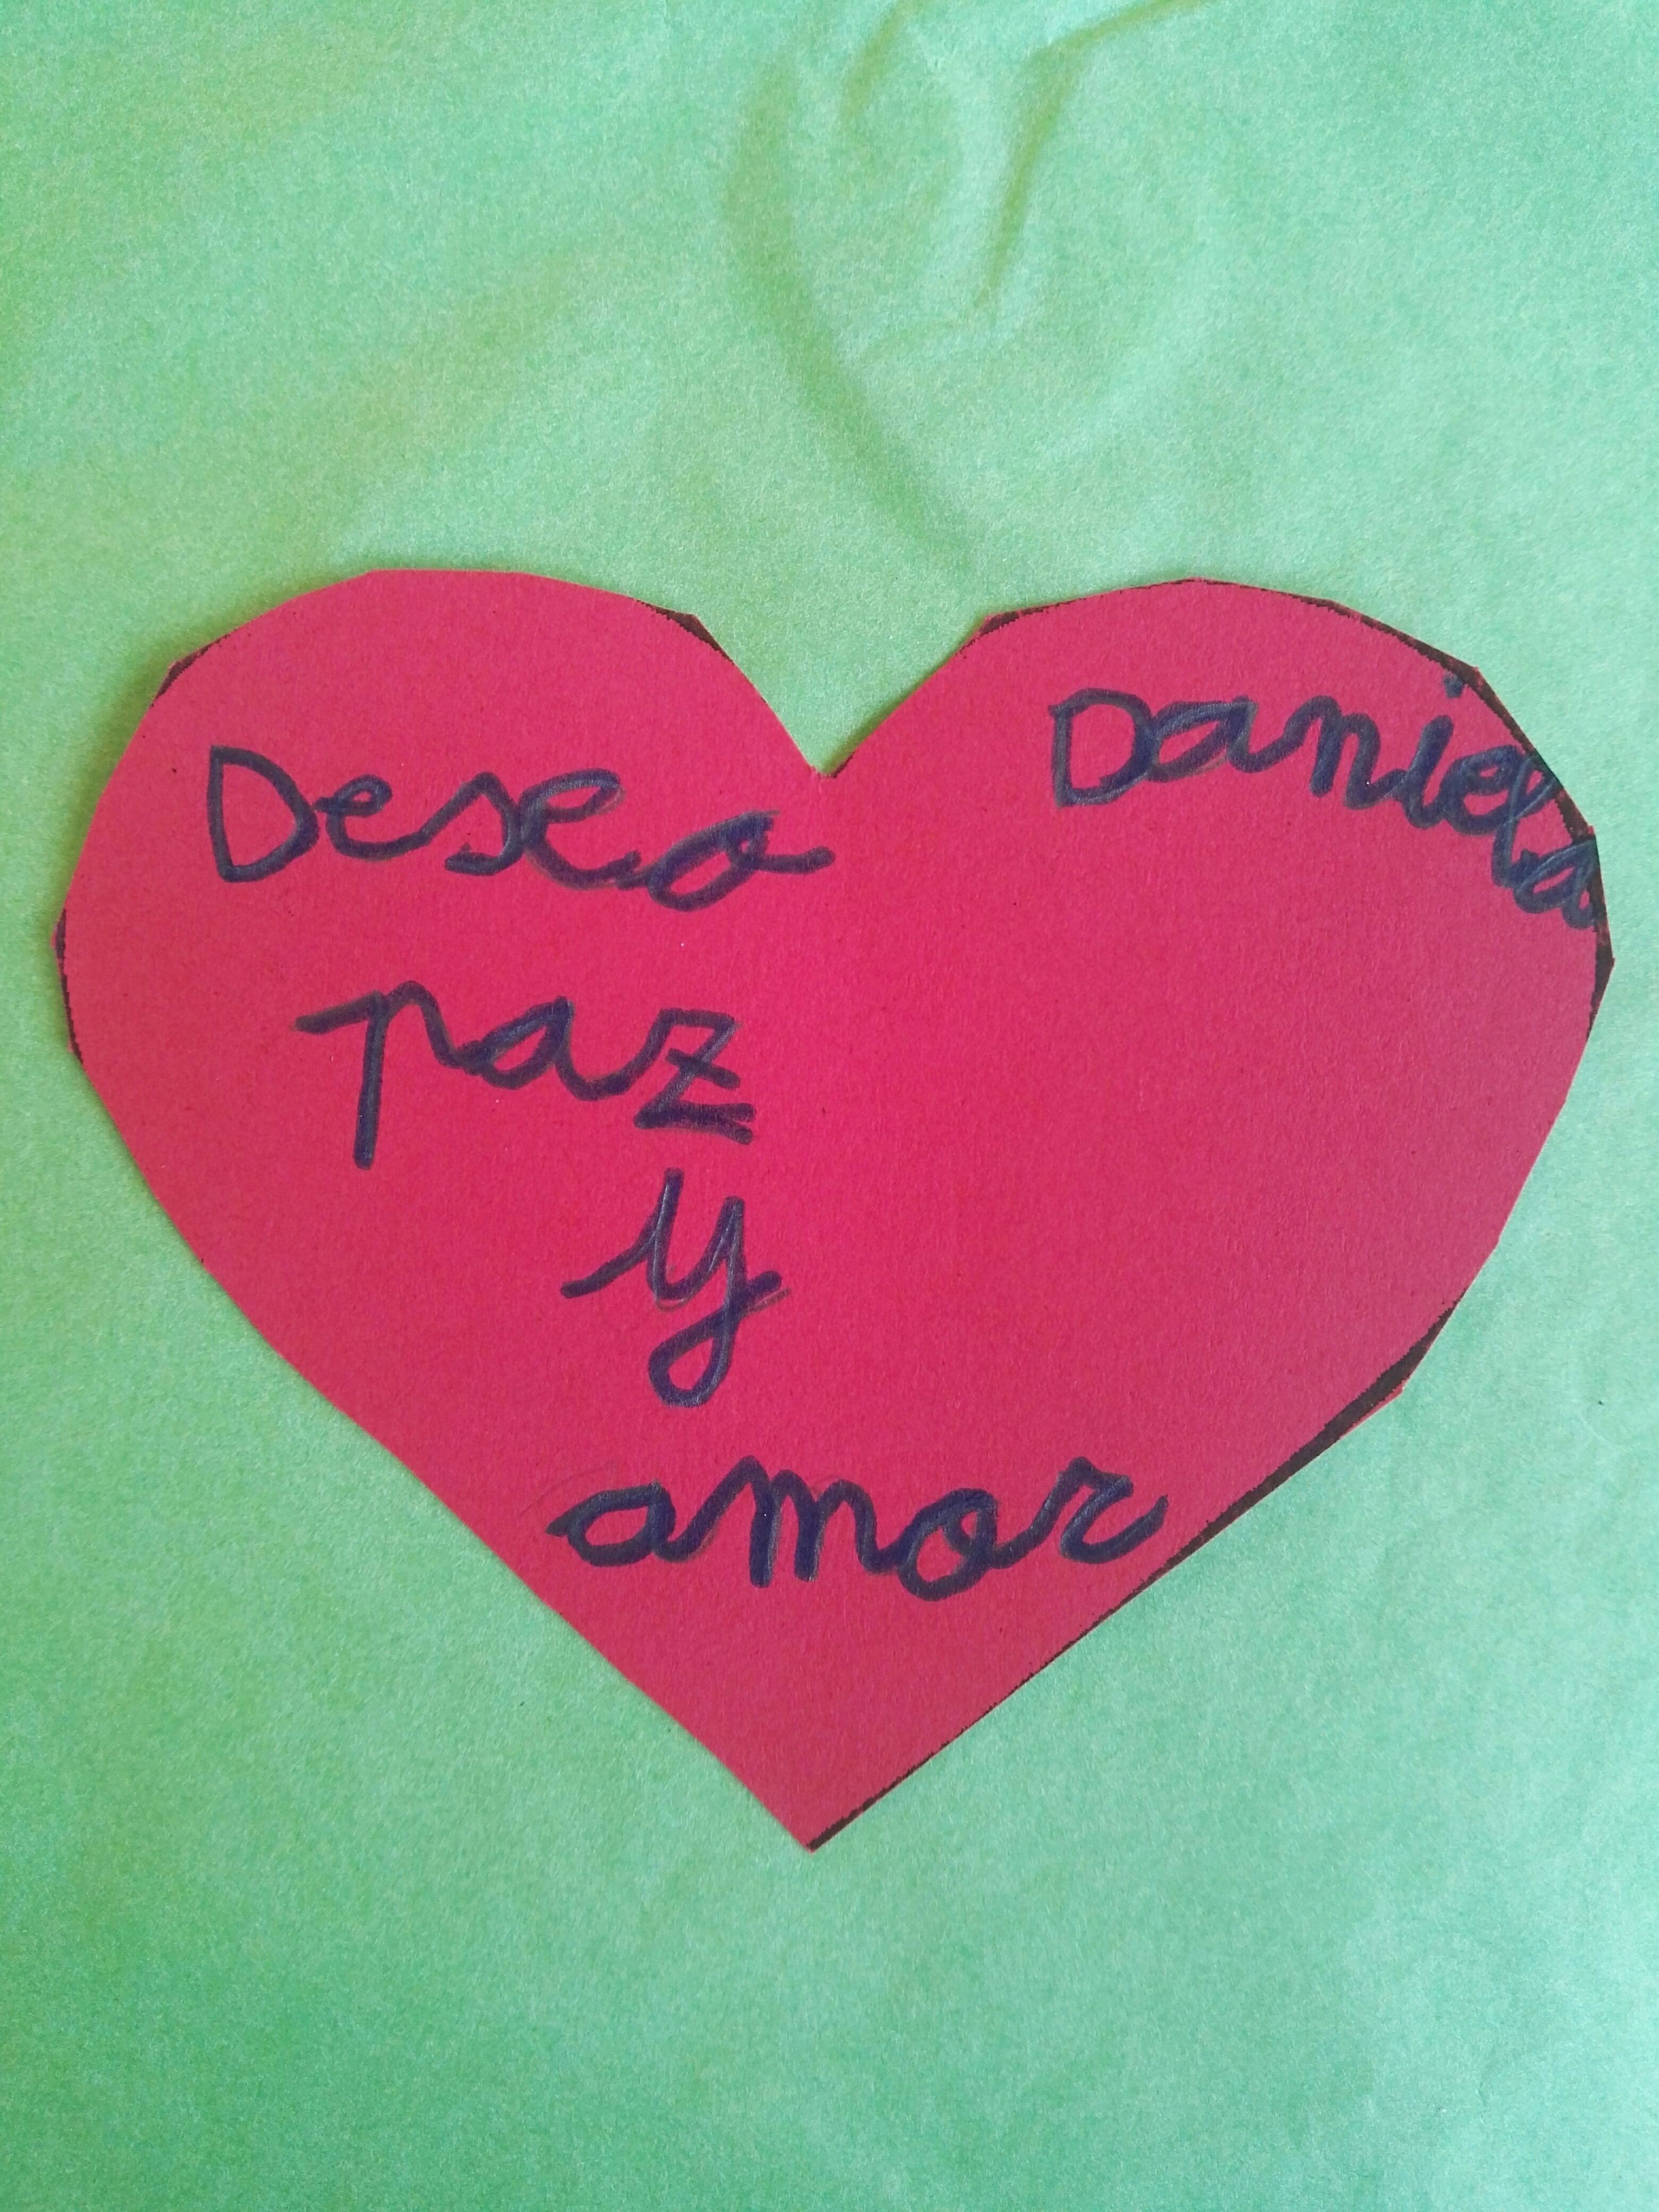 Daniela
Deseo
paz
y
amor